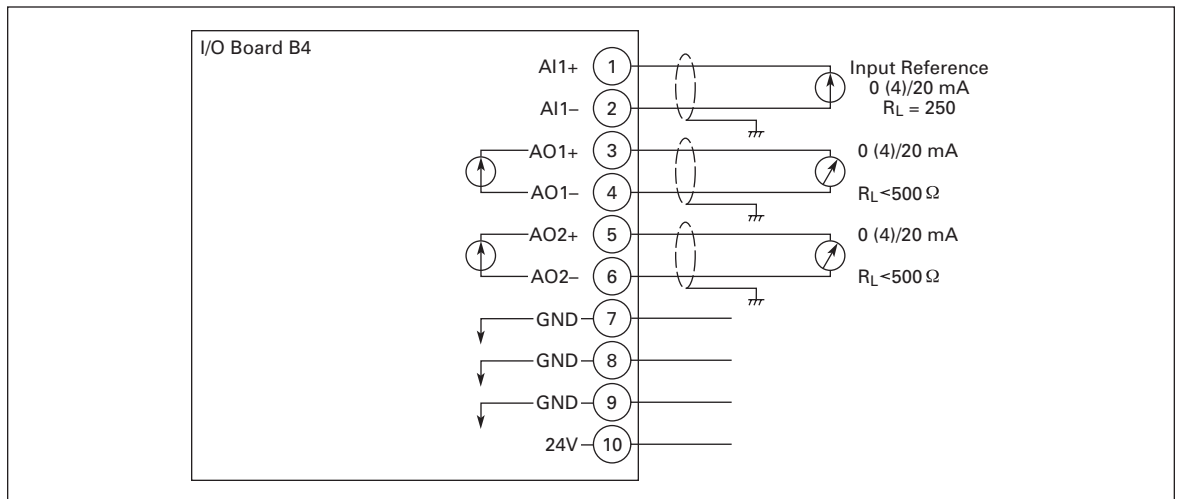 I/O Board B4
AI1+ 1
AI1– 2
Input Reference
0 (4)/20 mA
RL = 250
AO1+ 3
0 (4)/20 mA
AO1– 4
RL<500 Ω
AO2+ 5
0 (4)/20 mA
AO2– 6
RL<500 Ω
GND 7
GND 8
GND 9
24V 10